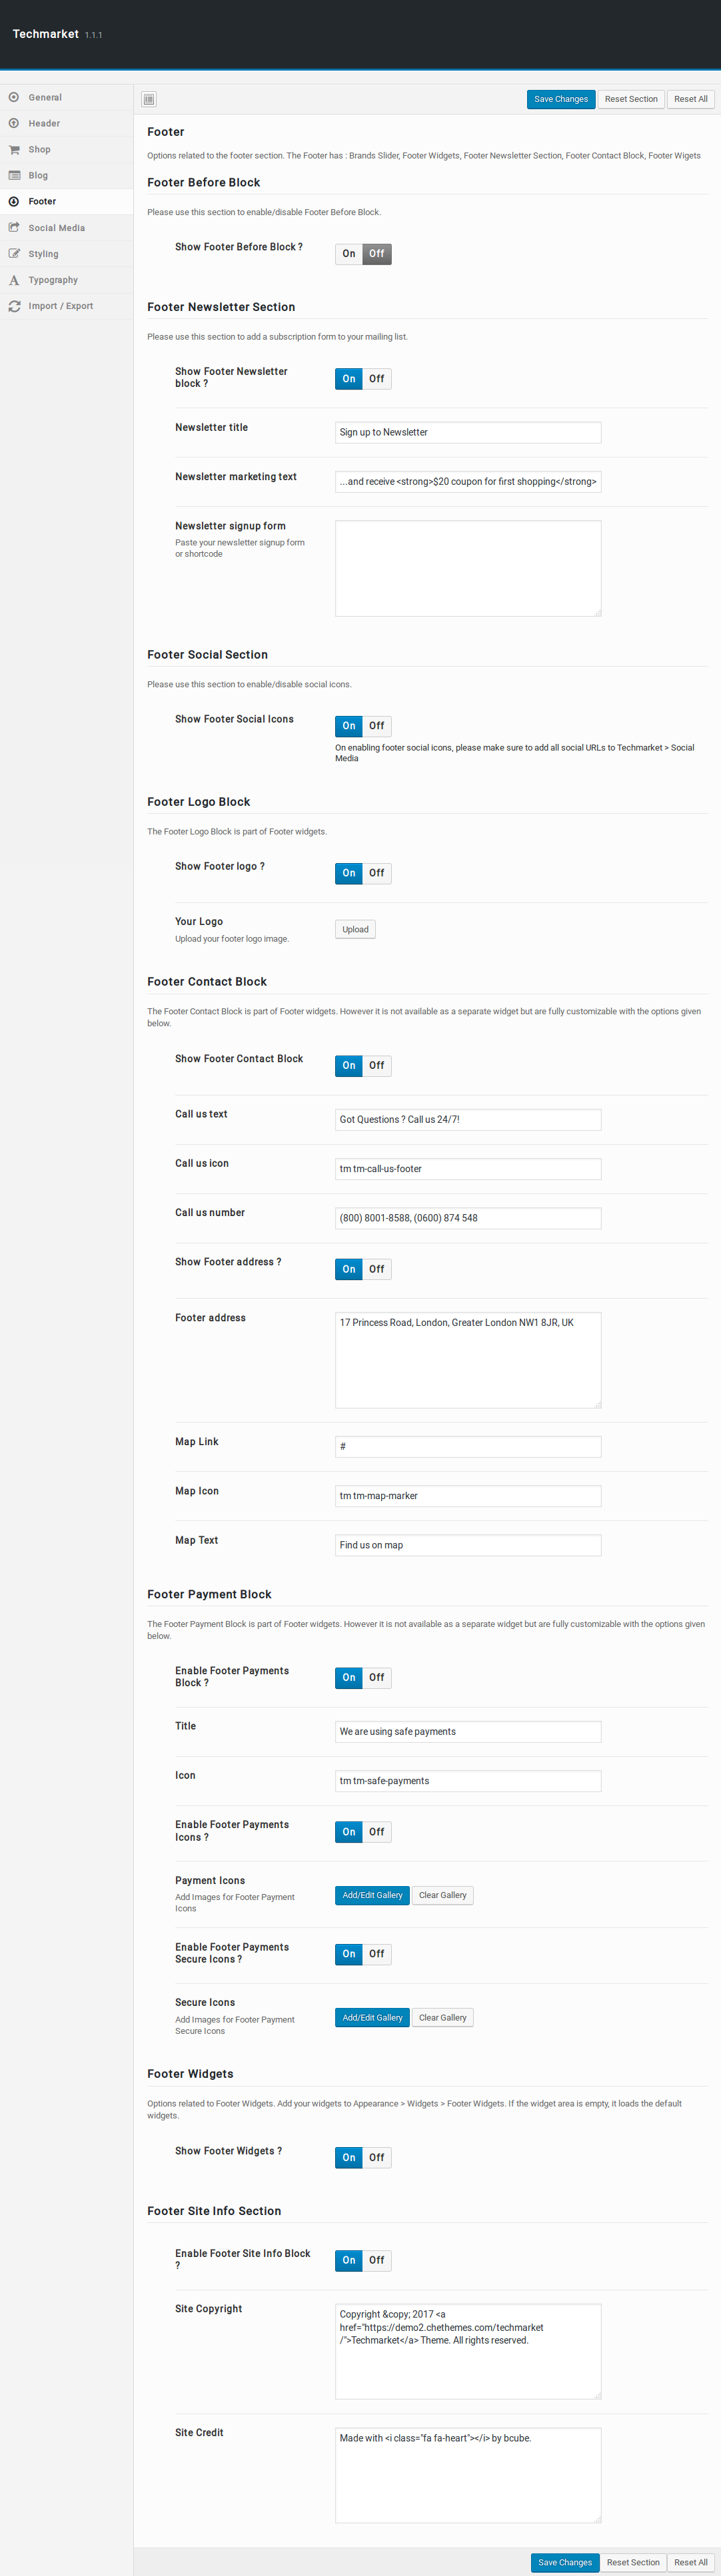 Techmarket 1.1.1
General
Header
Shop
Blog
Footer
Social Media
Styling
Typography
Import / Export
Save Changes Reset Section Reset All
Footer
Options related to the footer section. The Footer has : Brands Slider, Footer Widgets, Footer Newsletter Section, Footer Contact Block, Footer Wigets
Footer Before Block
Please use this section to enable/disable Footer Before Block.
Show Footer Before Block ?
On Off
Footer Newsletter Section
Please use this section to add a subscription form to your mailing list.
Show Footer Newsletter
block ?
On Off
Newsletter title
Sign up to Newsletter
Newsletter marketing text
...and receive <strong>$20 coupon for first shopping</strong>
Newsletter signup form
Paste your newsletter signup form
or shortcode
Footer Social Section
Please use this section to enable/disable social icons.
Show Footer Social Icons
On Off
On enabling footer social icons, please make sure to add all social URLs to Techmarket > Social
Media
Footer Logo Block
The Footer Logo Block is part of Footer widgets.
Show Footer logo ?
On Off
Your Logo
Upload your footer logo image.
Upload
Footer Contact Block
The Footer Contact Block is part of Footer widgets. However it is not available as a separate widget but are fully customizable with the options given
below.
Show Footer Contact Block
On Off
Call us text
Got Questions ? Call us 24/7!
Call us icon
tm tm-call-us-footer
Call us number
(800) 8001-8588, (0600) 874 548
Show Footer address ?
On Off
Footer address
17 Princess Road, London, Greater London NW1 8JR, UK
Map Link
#
Map Icon
tm tm-map-marker
Map Text
Find us on map
Footer Payment Block
The Footer Payment Block is part of Footer widgets. However it is not available as a separate widget but are fully customizable with the options given
below.
Enable Footer Payments
Block ?
On Off
Title
We are using safe payments
Icon
tm tm-safe-payments
Enable Footer Payments
Icons ?
On Off
Payment Icons
Add Images for Footer Payment
Icons
Add/Edit Gallery Clear Gallery
Enable Footer Payments
Secure Icons ?
On Off
Secure Icons
Add Images for Footer Payment
Secure Icons
Add/Edit Gallery Clear Gallery
Footer Widgets
Options related to Footer Widgets. Add your widgets to Appearance > Widgets > Footer Widgets. If the widget area is empty, it loads the default
widgets.
Show Footer Widgets ?
On Off
Footer Site Info Section
Enable Footer Site Info Block
?
On Off
Site Copyright
Copyright &copy; 2017 <a
href="https://demo2.chethemes.com/techmarket
/">Techmarket</a> Theme. All rights reserved.
Site Credit
Made with <i class="fa fa-heart"></i> by bcube.
Save Changes Reset Section Reset All